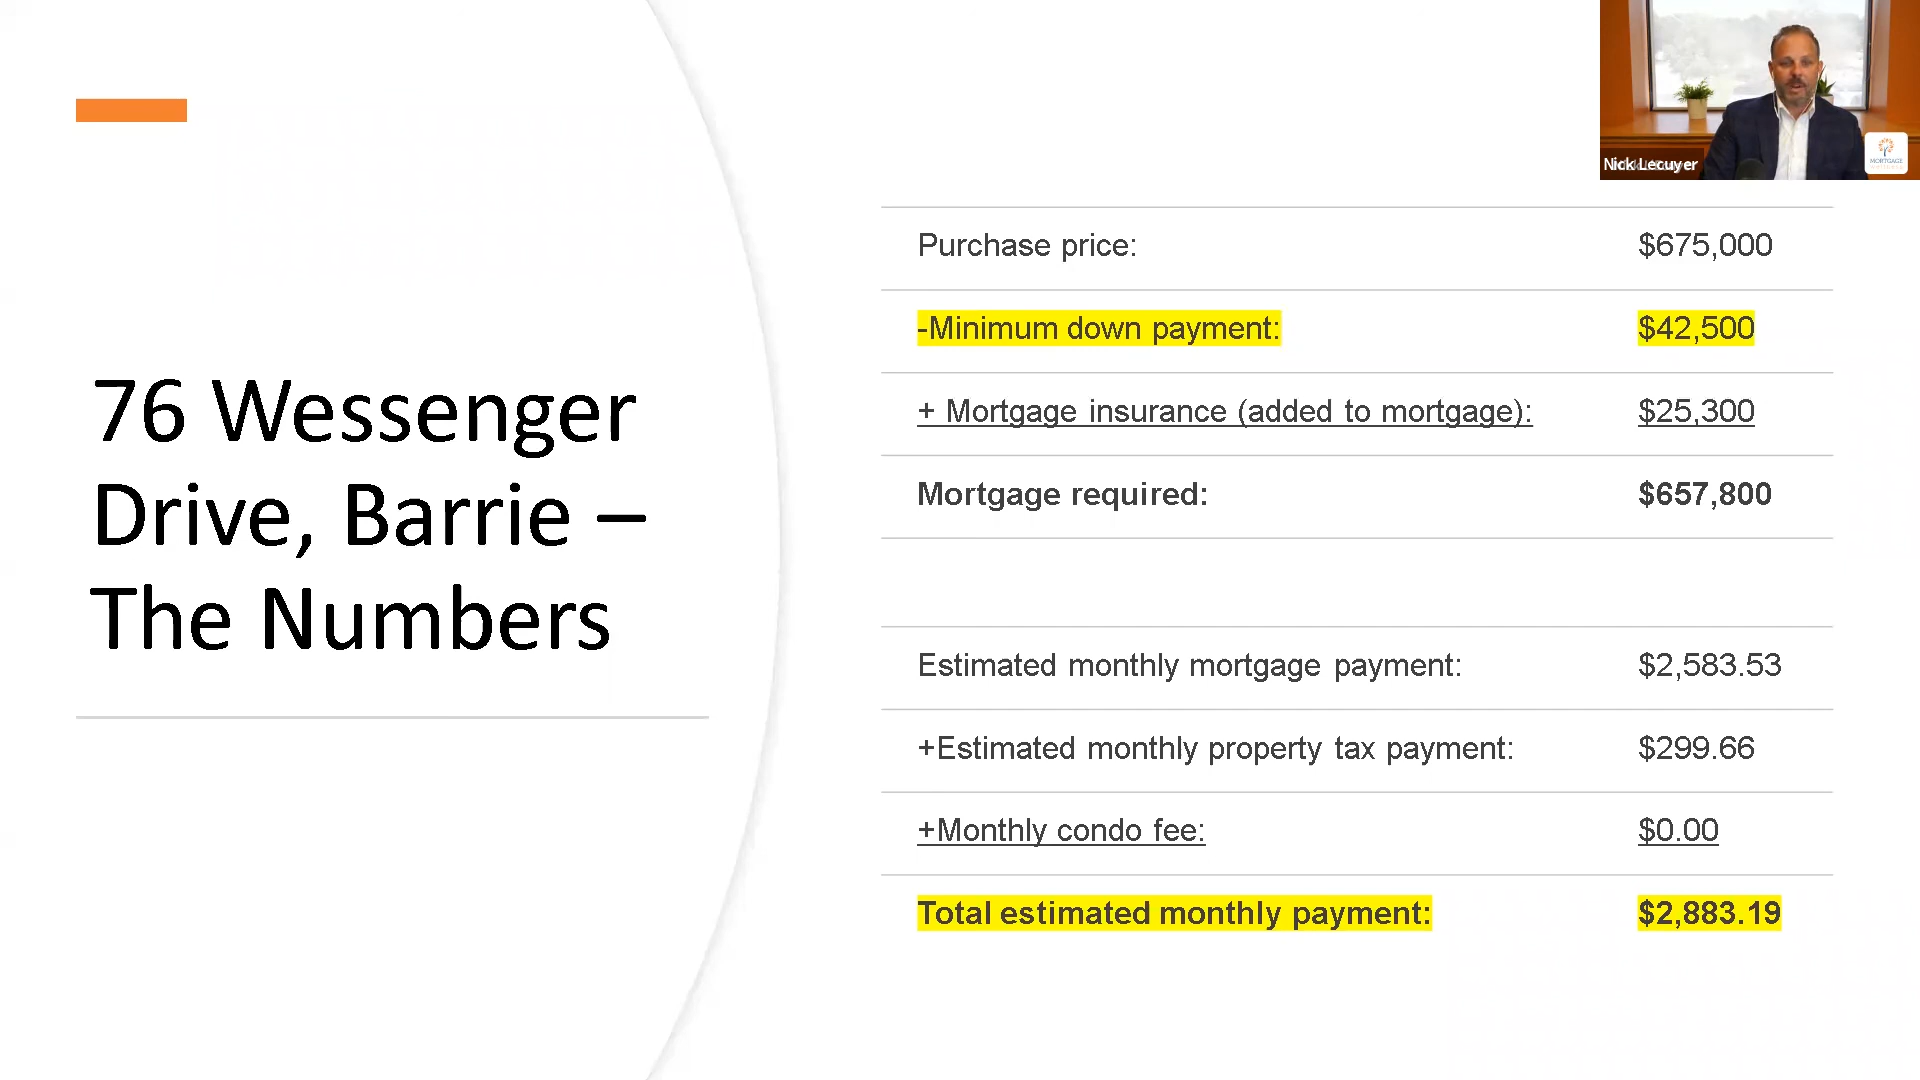 Nick Lecuyer
MORTGAGE
76 Wessenger
Drive, Barrie –
The Numbers
Purchase price: $675,000
-Minimum down payment: $42,500
+ Mortgage insurance (added to mortgage): $25,300
Mortgage required: $657,800
Estimated monthly mortgage payment: $2,583.53
+Estimated monthly property tax payment: $299.66
+Monthly condo fee: $0.00
Total estimated monthly payment: $2,883.19